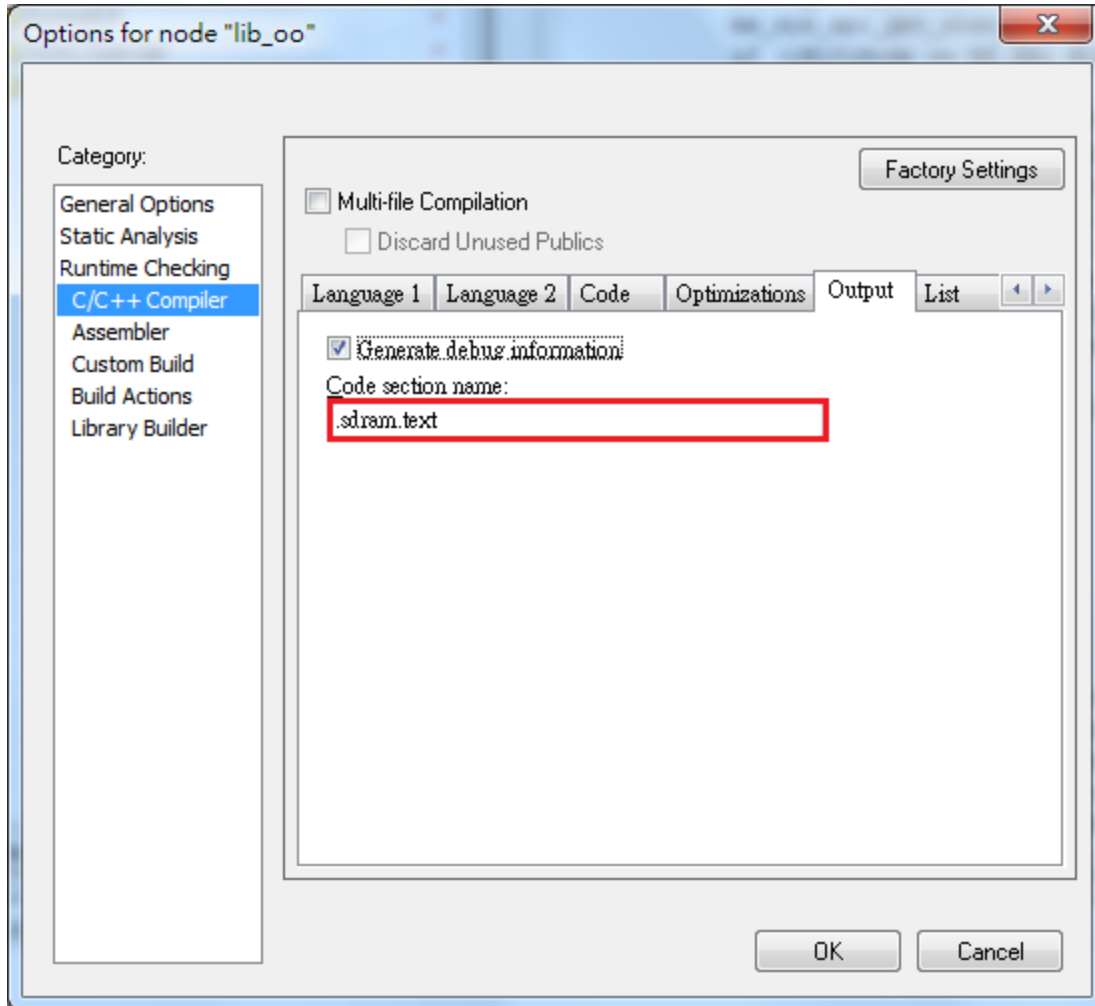 Options for node "lib_oo"
Category:
General Options
Static Analysis
Runtime Checking
C/C++ Compiler
Assembler
Custom Build
Build Actions
Library Builder
Factory Settings
Multi-file Compilation
Discard Unused Publics
Language 1 Language 2 Code Optimizations Output List
Generate debug information
Code section name:
.sdram.text
OK Cancel